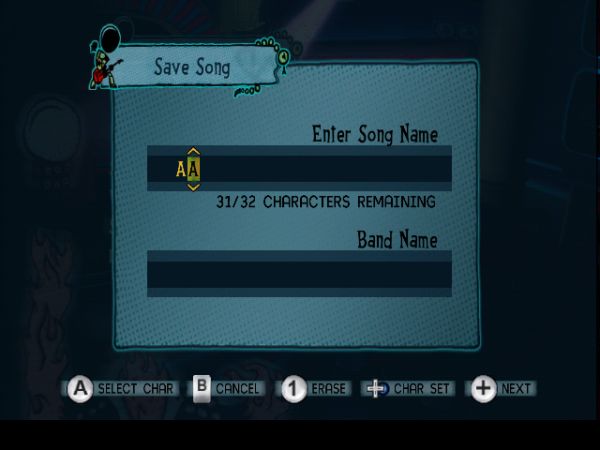 Save Song
Enter Song Name
AA
31/32 CHARACTERS REMAINING
Band Name
A SELECT CHAR B CANCEL 1 ERASE CHAR SET + NEXT